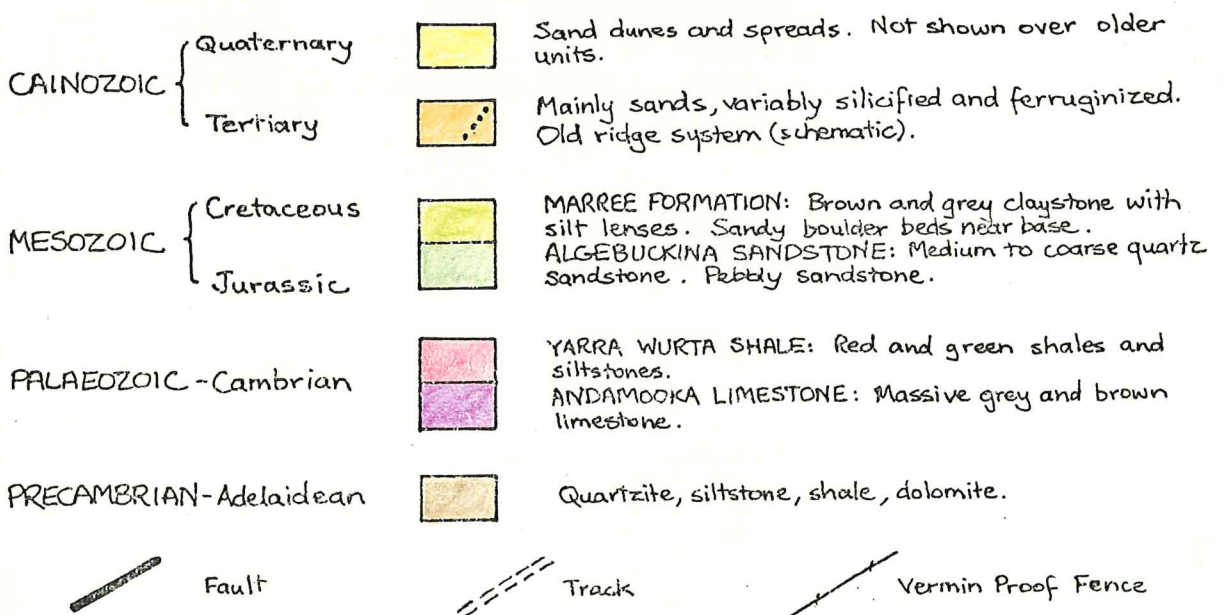 CAINOZOIC
Quaternary
Sand dunes and spreads. Not shown over older
units.
Tertiary
Mainly sands, variably silicified and ferruginized.
Old ridge system (schematic).
MESOZOIC
Cretaceous
MARREE FORMATION: Brown and grey claystone with
silt lenses. Sandy boulder beds near base.
Jurassic
ALGEBUCKINA SANDSTONE: Medium to coarse quartz
sandstone. Pebbly sandstone.
PALAEOZOIC-Cambrian
YARRA WURTA SHALE: Red and green shales and
siltstones.
ANDAMOOKA LIMESTONE: Massive grey and brown
limestone.
PRECAMBRIAN-Adelaidean
Quartzite, siltstone, shale, dolomite.
Fault
Track
Vermin Proof Fence